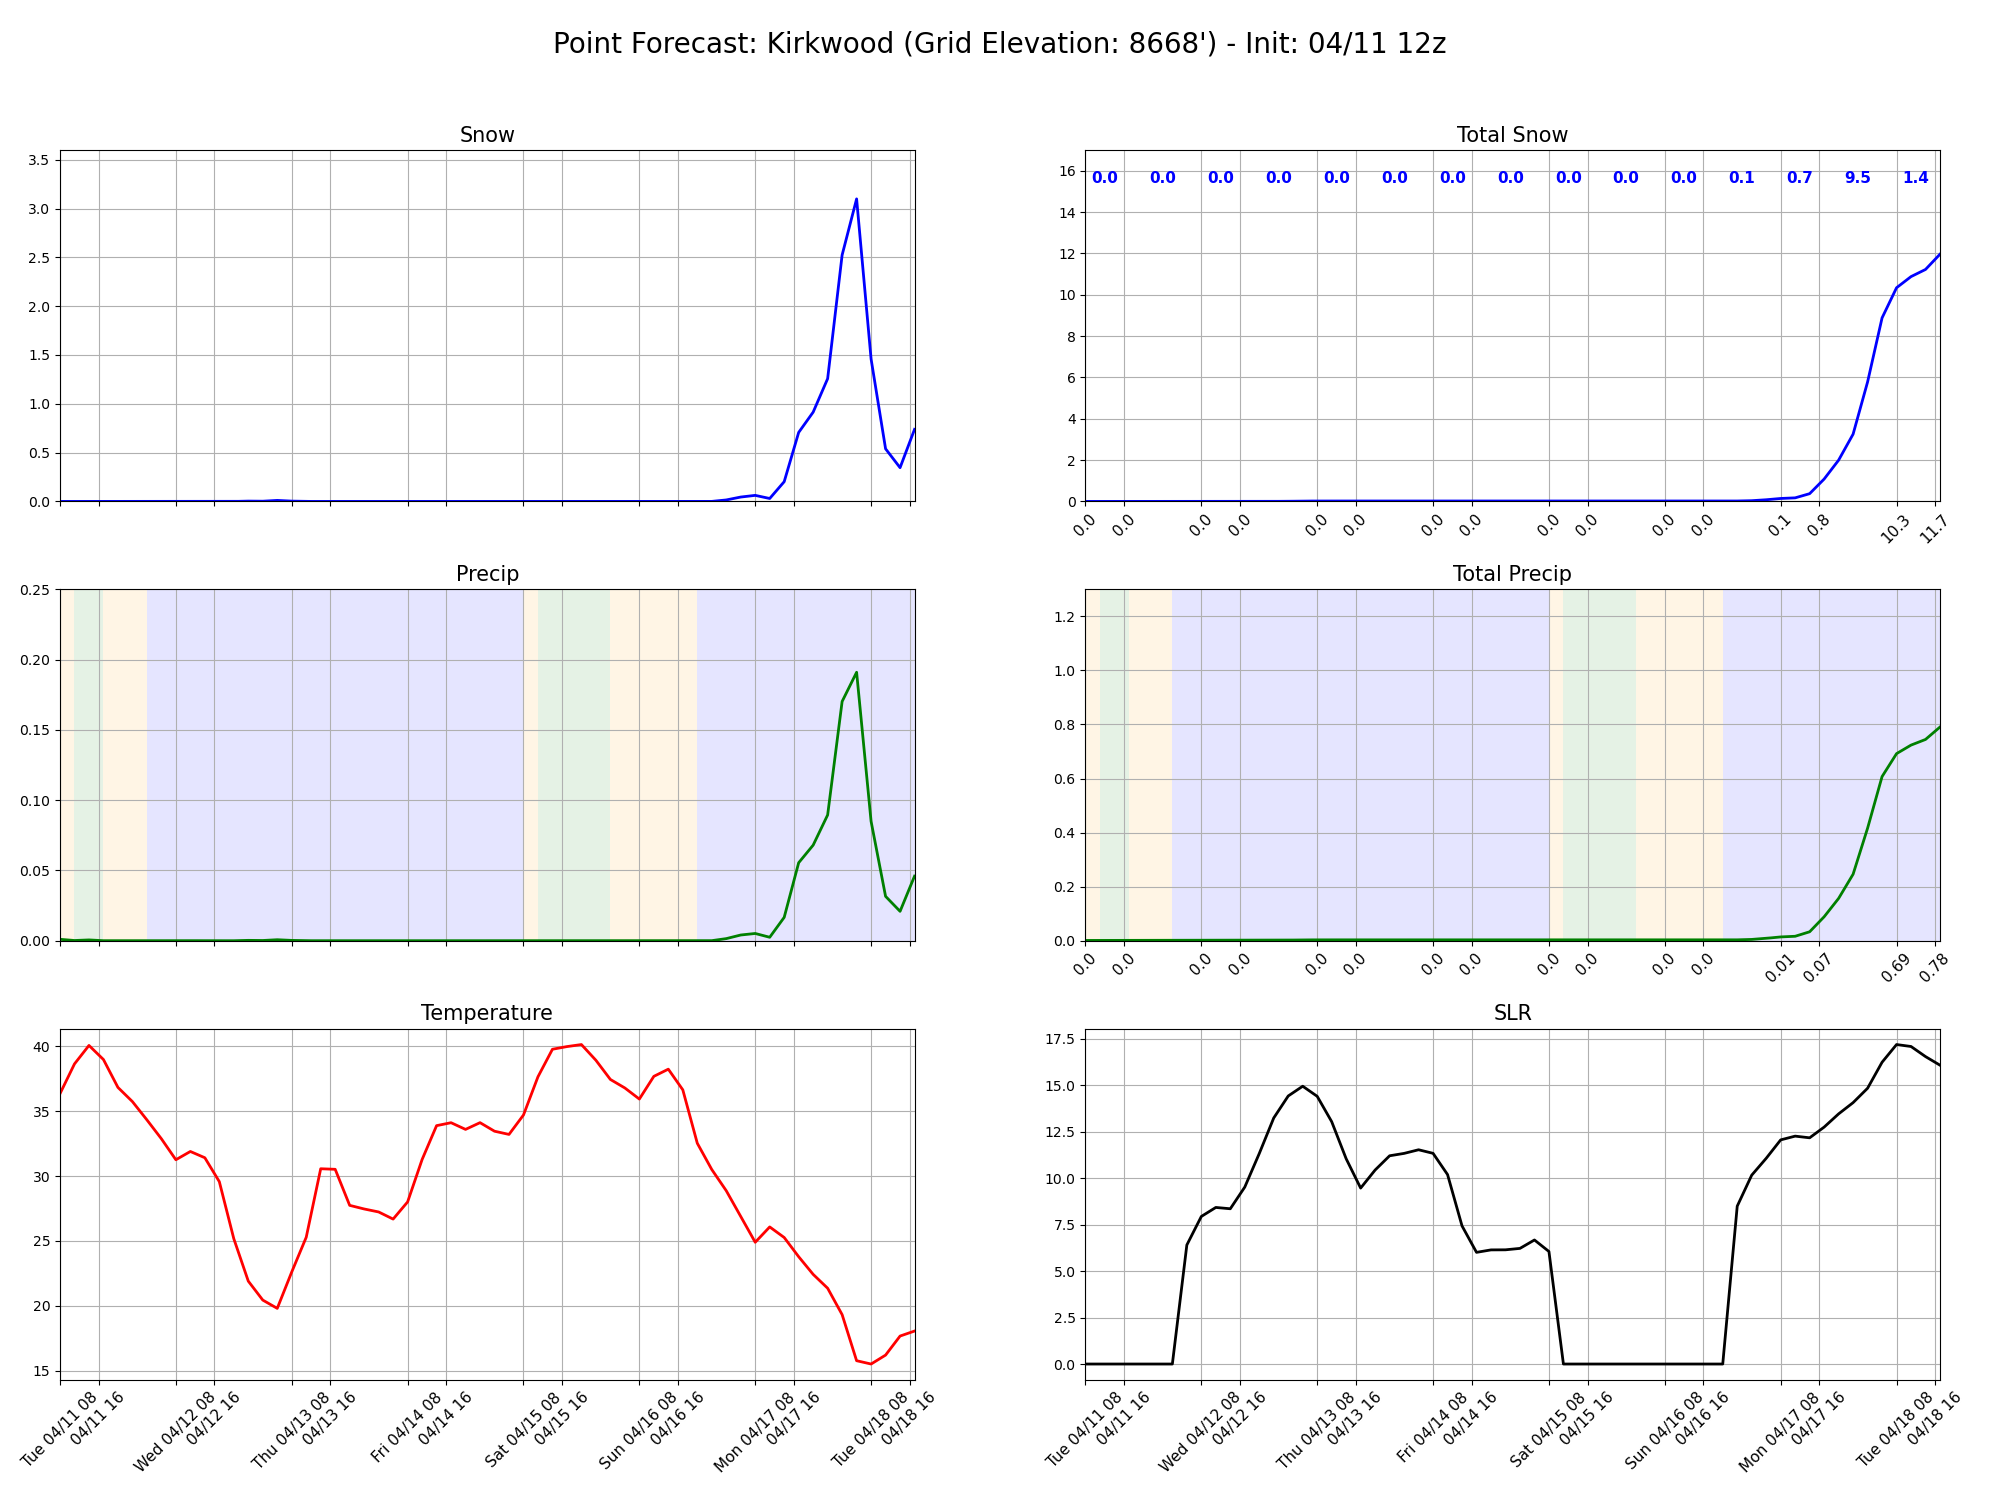 Point Forecast: Kirkwood (Grid Elevation: 8668') - Init: 04/11 12z
Snow
3.5
3.0
2.5
2.0
1.5
1.0
0.5
0.0
Total Snow
16
14
12
10
8
6
4
2
0
0.0 0.0 0.0 0.0 0.0 0.0 0.0 0.0 0.0 0.0 0.0 0.1 0.7 9.5 1.4
0.0 0.0 0.0 0.0 0.0 0.0 0.0 0.0 0.0 0.0 0.0 0.0 0.1 0.8 10.3 11.7
Precip
0.25
0.20
0.15
0.10
0.05
0.00
Total Precip
1.2
1.0
0.8
0.6
0.4
0.2
0.0
0.0 0.0 0.0 0.0 0.0 0.0 0.0 0.0 0.0 0.0 0.0 0.0 0.01 0.07 0.69 0.78
Temperature
40
35
30
25
20
15
Tue 04/11 08
04/11 16
Wed 04/12 08
04/12 16
Thu 04/13 08
04/13 16
Fri 04/14 08
04/14 16
Sat 04/15 08
04/15 16
Sun 04/16 08
04/16 16
Mon 04/17 08
04/17 16
Tue 04/18 08
04/18 16
SLR
17.5
15.0
12.5
10.0
7.5
5.0
2.5
0.0
Tue 04/11 08
04/11 16
Wed 04/12 08
04/12 16
Thu 04/13 08
04/13 16
Fri 04/14 08
04/14 16
Sat 04/15 08
04/15 16
Sun 04/16 08
04/16 16
Mon 04/17 08
04/17 16
Tue 04/18 08
04/18 16